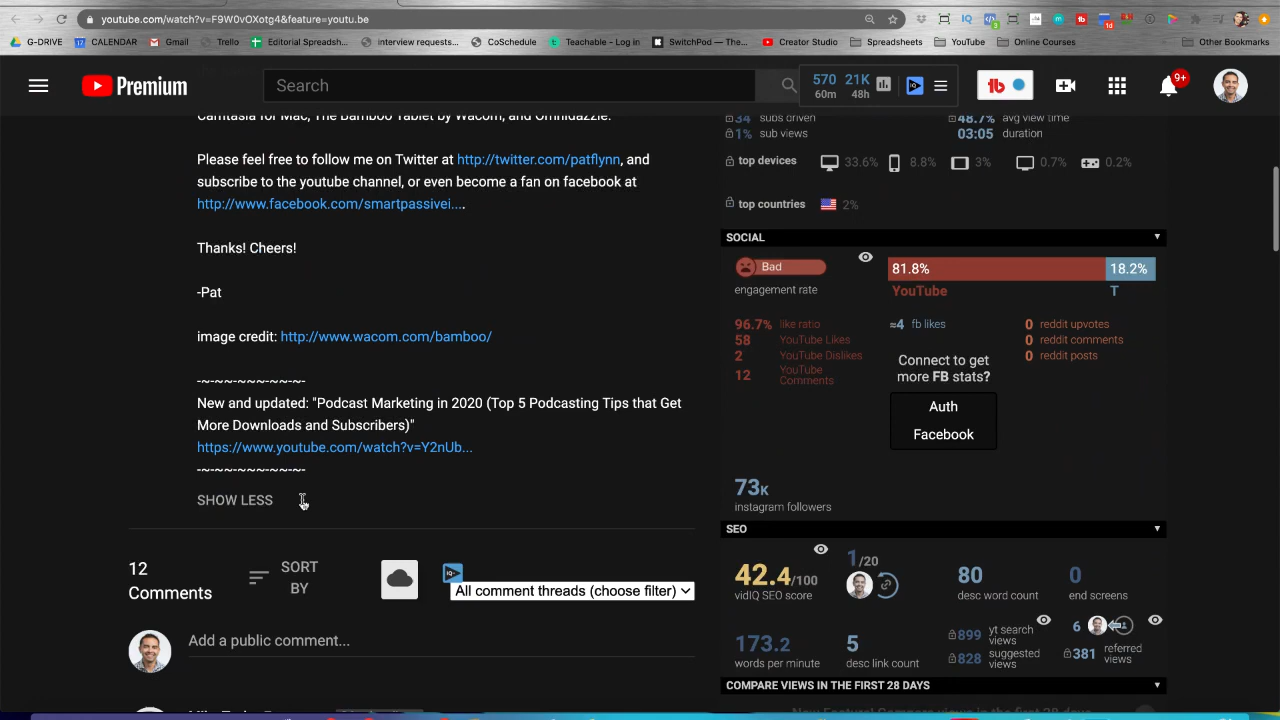 youtube.com/watch?v=F9W0vOXotg4&feature=youtu.be
G-DRIVE CALENDAR Gmail Trello Editorial Spreadsh... interview requests... CoSchedule Teachable - Log in SwitchPod — The... Creator Studio Spreadsheets YouTube Online Courses Other Bookmarks
Premium Search 570 60m 21K 48h 9+
Camtasia for Mac, The Bamboo Tablet by Wacom, and Omnidazzle.
Please feel free to follow me on Twitter at http://twitter.com/patflynn, and
subscribe to the youtube channel, or even become a fan on facebook at
http://www.facebook.com/smartpassivei....
Thanks! Cheers!
-Pat
image credit: http://www.wacom.com/bamboo/
-~-~~-~~~-~~-~-
New and updated: "Podcast Marketing in 2020 (Top 5 Podcasting Tips that Get
More Downloads and Subscribers)"
https://www.youtube.com/watch?v=Y2nUb...
-~-~~-~~~-~~-~-
SHOW LESS
12
Comments
SORT
BY
All comment threads (choose filter)
Add a public comment...
34 subs driven
1% sub views
48.7% avg view time
03:05 duration
top devices 33.6% 8.8% 3% 0.7% 0.2%
top countries 2%
SOCIAL
Bad
engagement rate
81.8% 18.2%
YouTube T
96.7% like ratio
58 YouTube Likes
2 YouTube Dislikes
12 YouTube
Comments
≈4 fb likes
Connect to get
more FB stats?
Auth
Facebook
0 reddit upvotes
0 reddit comments
0 reddit posts
73K
instagram followers
SEO
42.4/100
vidIQ SEO score
1/20
80
desc word count
0
end screens
173.2
words per minute
5
desc link count
899 yt search
views
828 suggested
views
6
381 referred
views
COMPARE VIEWS IN THE FIRST 28 DAYS